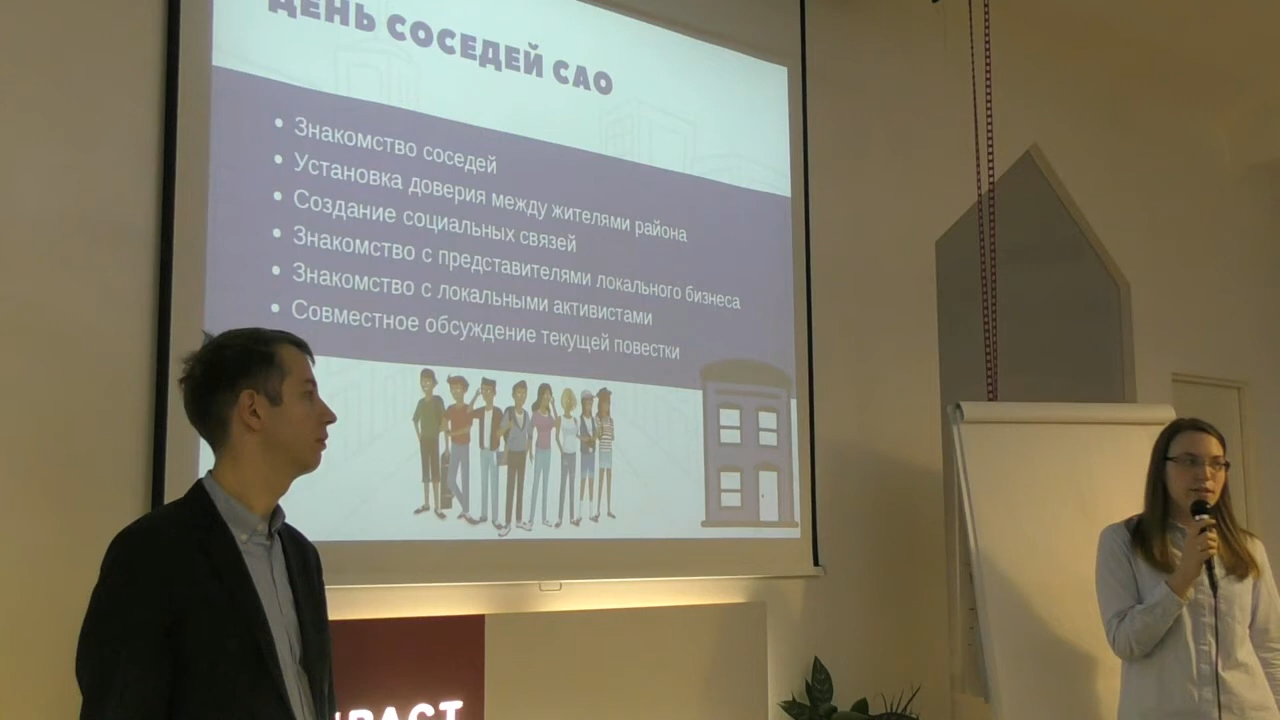 ДЕНЬ СОСЕДЕЙ САО
• Знакомство соседей
• Установка доверия между жителями района
• Создание социальных связей
• Знакомство с представителями локального бизнеса
• Знакомство с локальными активистами
• Совместное обсуждение текущей повестки